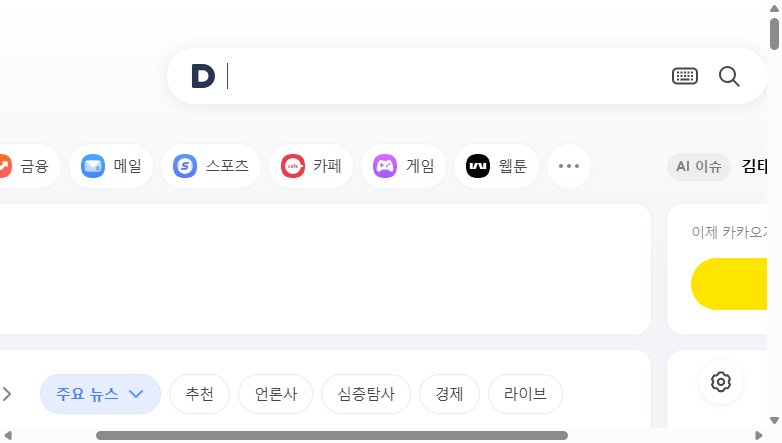 D
금융 메일 스포츠 카페 게임 웹툰
AI 이슈
이제 카카오
주요 뉴스 추천 언론사 심층탐사 경제 라이브